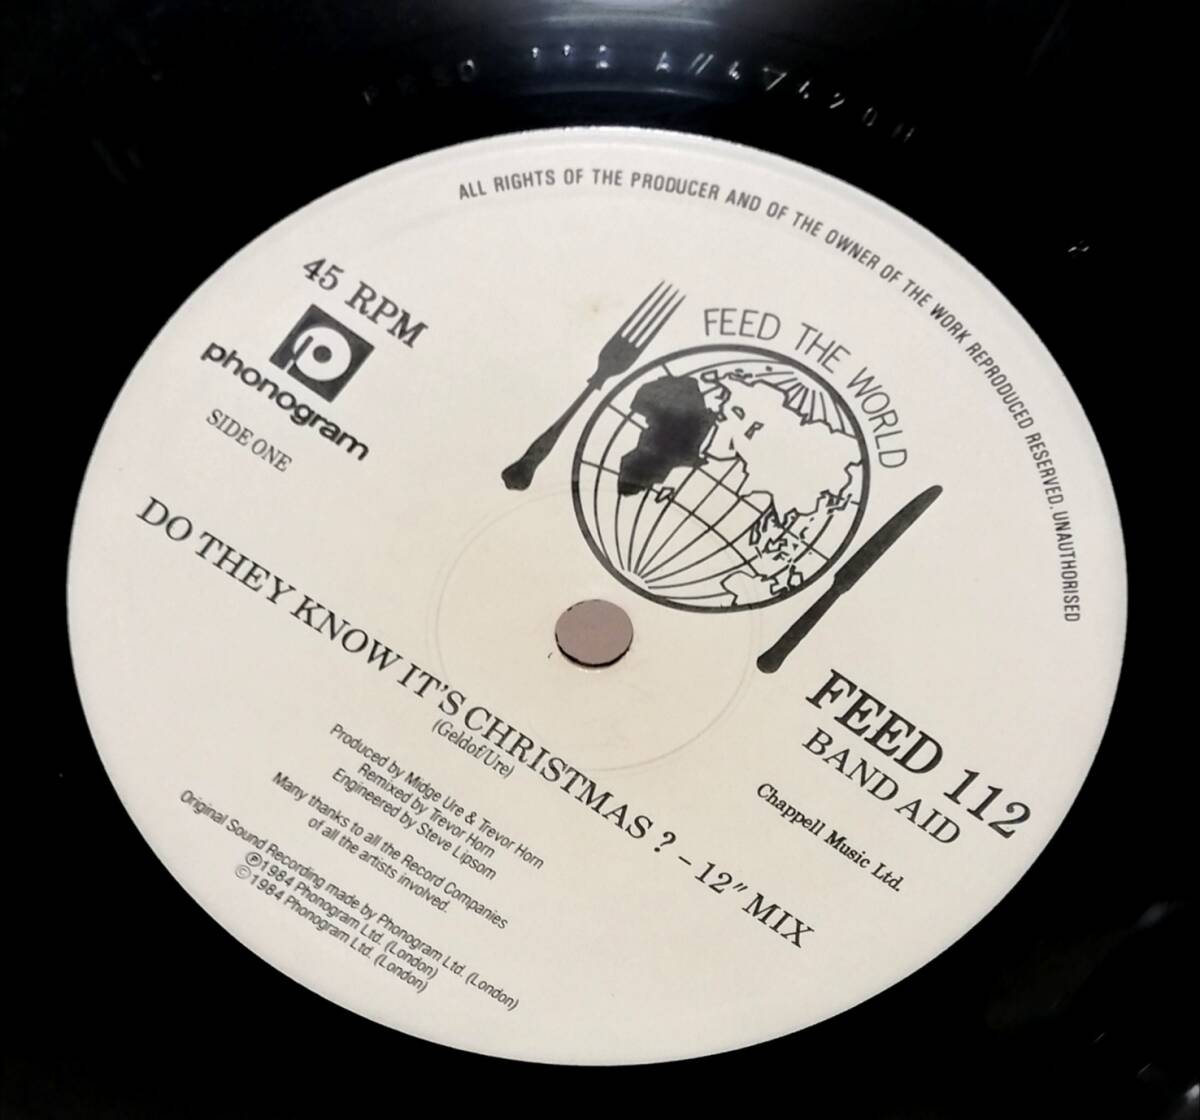 FEED 112 A//4 7420
ALL RIGHTS OF THE PRODUCER AND OF THE OWNER OF THE WORK REPRODUCED RESERVED. UNAUTHORISED
45 RPM
phonogram
SIDE ONE
FEED THE WORLD
FEED 112
BAND AID
Chappell Music Ltd.
DO THEY KNOW IT'S CHRISTMAS ? – 12" MIX
(Geldof/Ure)
Produced by Midge Ure & Trevor Horn
Remixed by Trevor Horn
Engineered by Steve Lipsom
Many thanks to all the Record Companies
of all the artists involved.
Original Sound Recording made by Phonogram Ltd. (London)
℗1984 Phonogram Ltd. (London)
©1984 Phonogram Ltd. (London)